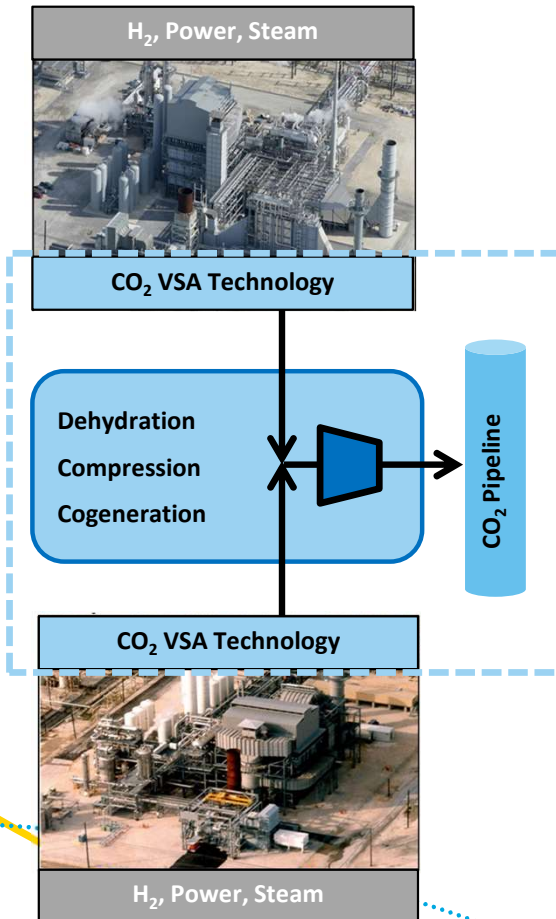 H₂, Power, Steam
CO₂ VSA Technology
Dehydration
Compression
Cogeneration
CO₂ Pipeline
CO₂ VSA Technology
H₂, Power, Steam